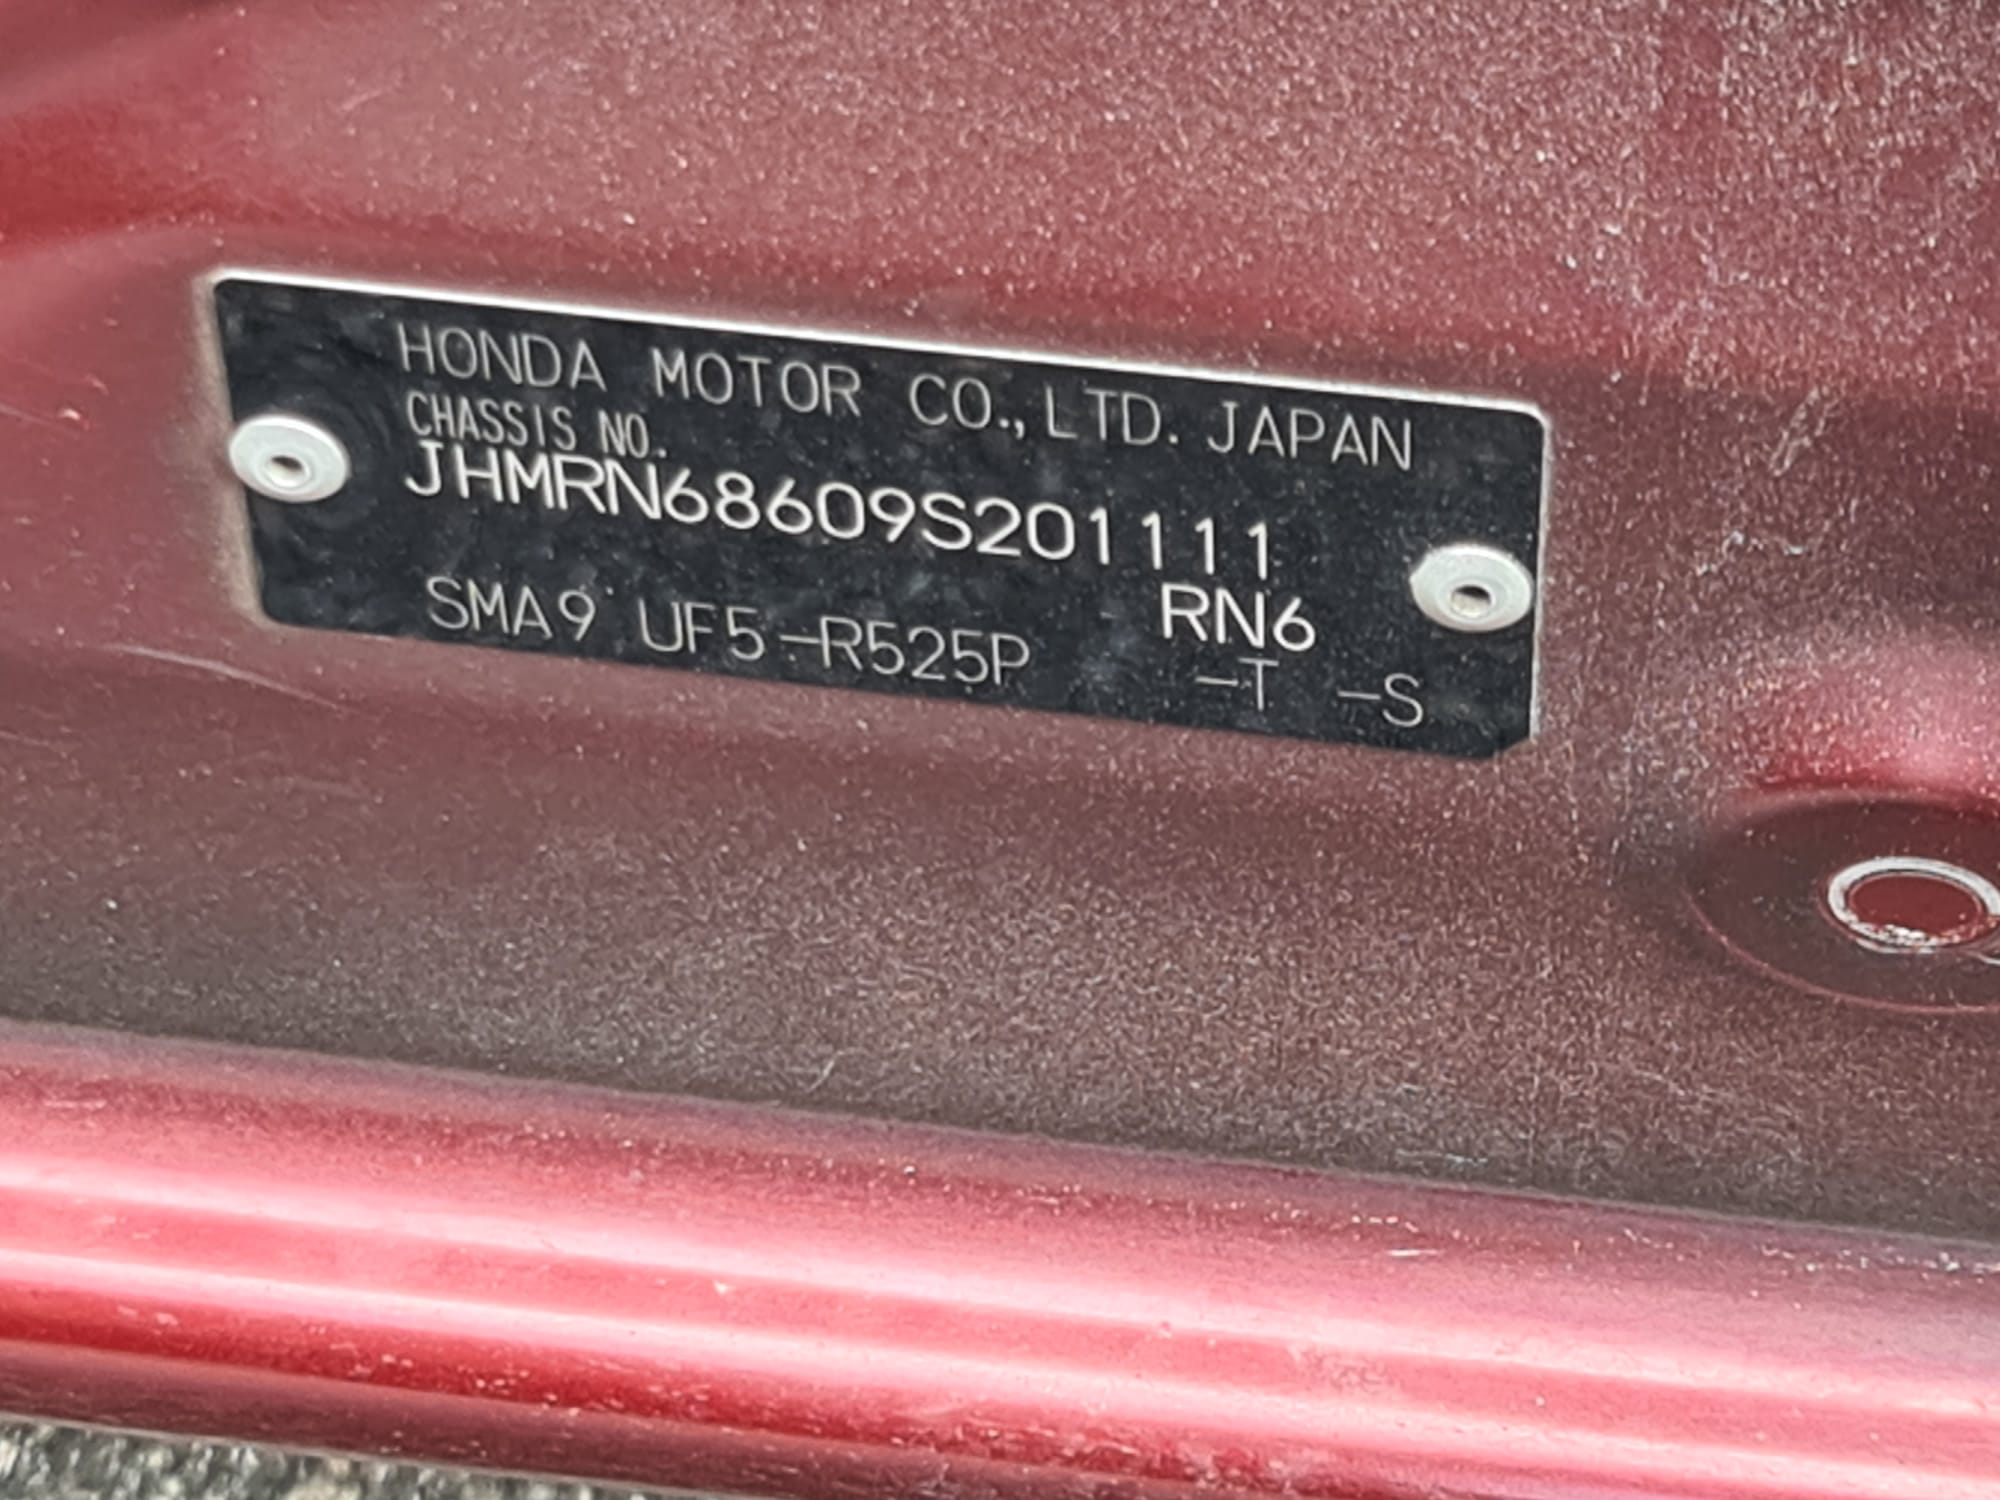 HONDA MOTOR CO., LTD. JAPAN
CHASSIS NO.
JHMRN68609S201111
RN6
SMA9 UF5-R525P -T -S